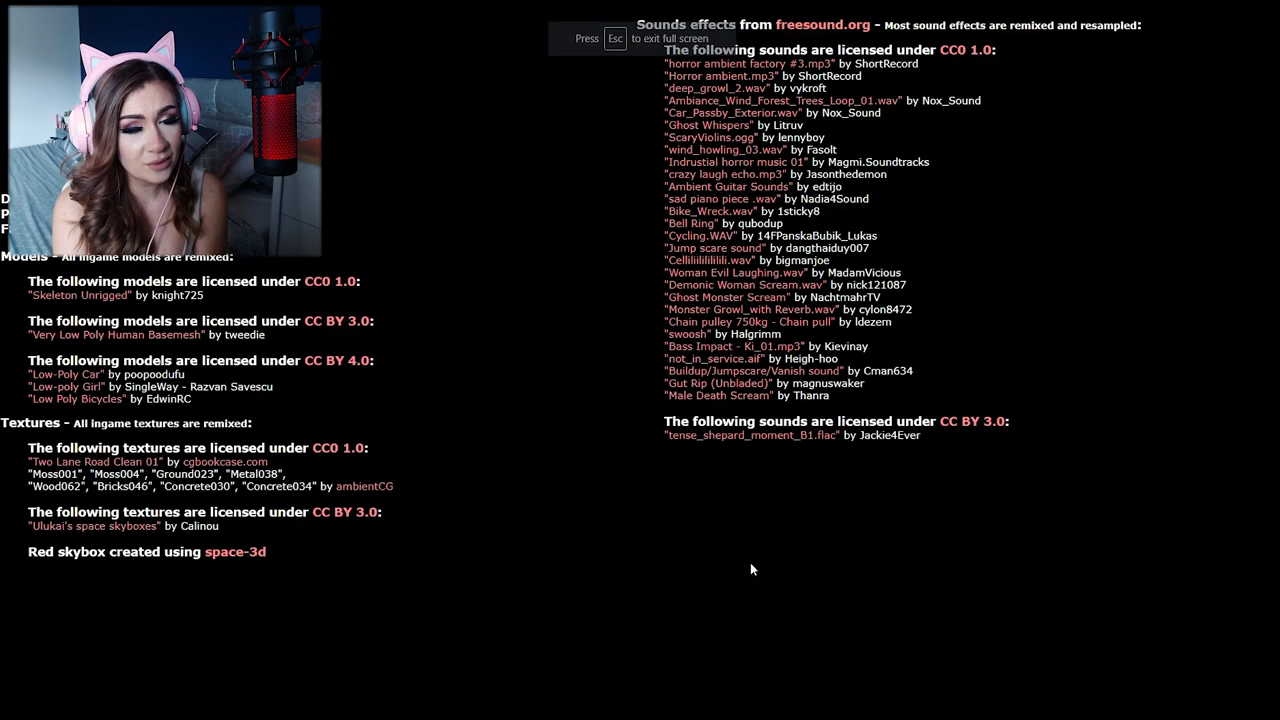 D
P
F
Models - All ingame models are remixed:
The following models are licensed under CC0 1.0:
"Skeleton Unrigged" by knight725
The following models are licensed under CC BY 3.0:
"Very Low Poly Human Basemesh" by tweedie
The following models are licensed under CC BY 4.0:
"Low-Poly Car" by poopoodufu
"Low-poly Girl" by SingleWay - Razvan Savescu
"Low Poly Bicycles" by EdwinRC
Textures - All ingame textures are remixed:
The following textures are licensed under CC0 1.0:
"Two Lane Road Clean 01" by cgbookcase.com
"Moss001", "Moss004", "Ground023", "Metal038",
"Wood062", "Bricks046", "Concrete030", "Concrete034" by ambientCG
The following textures are licensed under CC BY 3.0:
"Ulukai's space skyboxes" by Calinou
Red skybox created using space-3d
Press Esc to exit full screen
Sounds effects from freesound.org - Most sound effects are remixed and resampled:
The following sounds are licensed under CC0 1.0:
"horror ambient factory #3.mp3" by ShortRecord
"Horror ambient.mp3" by ShortRecord
"deep_growl_2.wav" by vykroft
"Ambiance_Wind_Forest_Trees_Loop_01.wav" by Nox_Sound
"Car_Passby_Exterior.wav" by Nox_Sound
"Ghost Whispers" by Litruv
"ScaryViolins.ogg" by lennyboy
"wind_howling_03.wav" by Fasolt
"Indrustial horror music 01" by Magmi.Soundtracks
"crazy laugh echo.mp3" by Jasonthedemon
"Ambient Guitar Sounds" by edtijo
"sad piano piece .wav" by Nadia4Sound
"Bike_Wreck.wav" by 1sticky8
"Bell Ring" by qubodup
"Cycling.WAV" by 14FPanskaBubik_Lukas
"Jump scare sound" by dangthaiduy007
"Celliiiiilililili.wav" by bigmanjoe
"Woman Evil Laughing.wav" by MadamVicious
"Demonic Woman Scream.wav" by nick121087
"Ghost Monster Scream" by NachtmahrTV
"Monster Growl_with Reverb.wav" by cylon8472
"Chain pulley 750kg - Chain pull" by ldezem
"swoosh" by Halgrimm
"Bass Impact - Ki_01.mp3" by Kievinay
"not_in_service.aif" by Heigh-hoo
"Buildup/Jumpscare/Vanish sound" by Cman634
"Gut Rip (Unbladed)" by magnuswaker
"Male Death Scream" by Thanra
The following sounds are licensed under CC BY 3.0:
"tense_shepard_moment_B1.flac" by Jackie4Ever